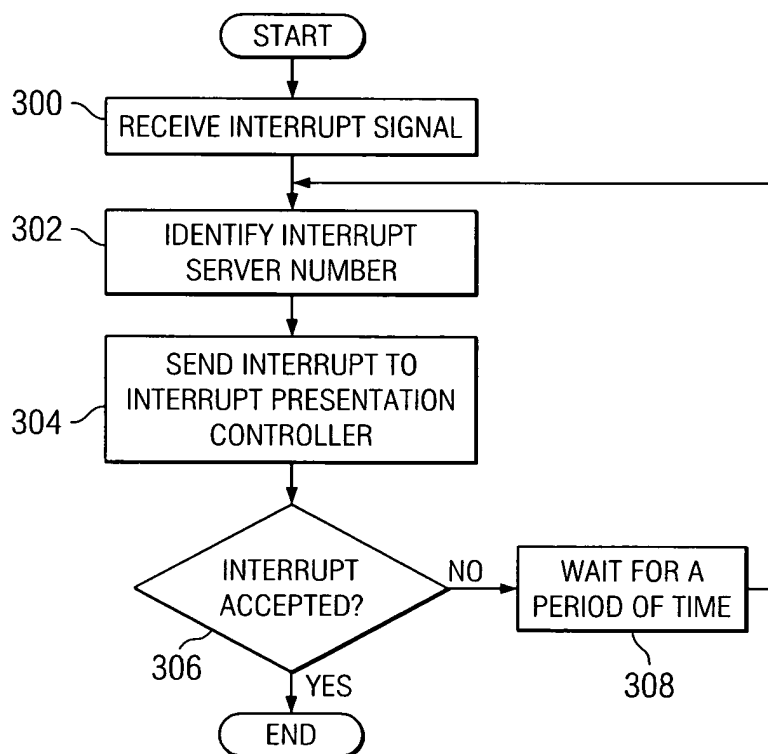 START
300
RECEIVE INTERRUPT SIGNAL
302
IDENTIFY INTERRUPT
SERVER NUMBER
304
SEND INTERRUPT TO
INTERRUPT PRESENTATION
CONTROLLER
306
INTERRUPT
ACCEPTED?
NO
WAIT FOR A
PERIOD OF TIME
308
YES
END